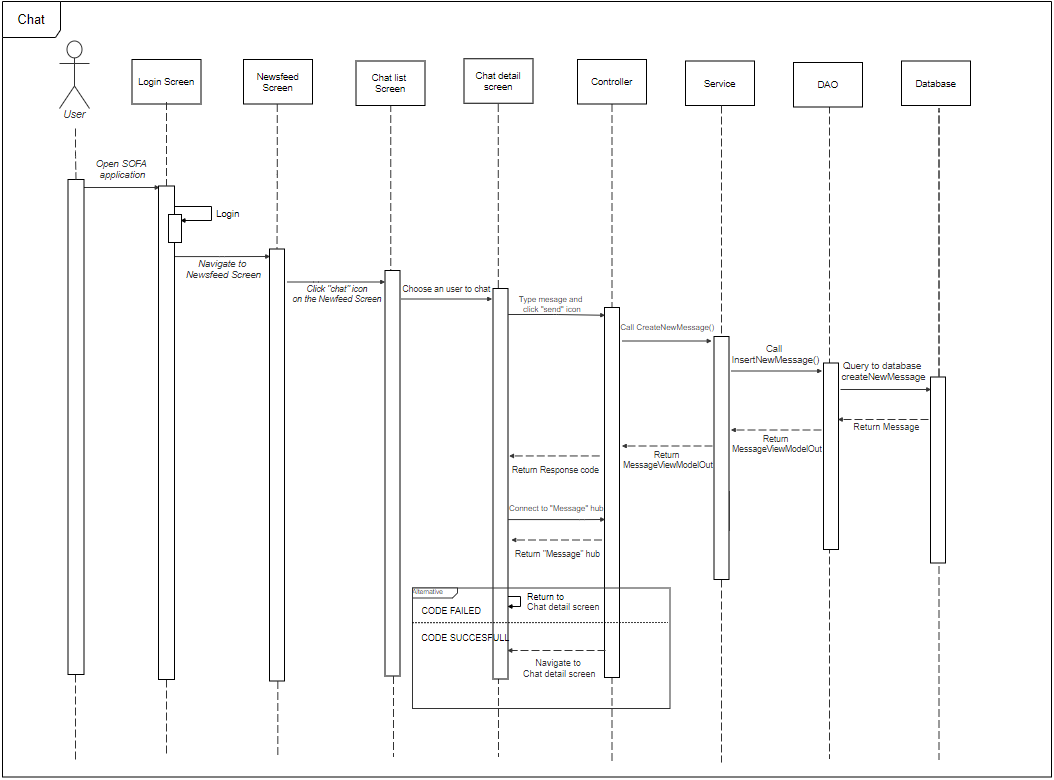 Chat
User
Login Screen
Newsfeed
Screen
Chat list
Screen
Chat detail
screen
Controller
Service
DAO
Database
Open SOFA
application
Login
Navigate to
Newsfeed Screen
Click "chat" icon
on the Newfeed Screen
Choose an user to chat
Type mesage and
click "send" icon
Call CreateNewMessage()
Call
InsertNewMessage()
Query to database
createNewMessage
Return Message
Return
MessageViewModelOut
Return
MessageViewModelOut
Return Response code
Connect to "Message" hub
Return "Message" hub
Alternative
Return to
Chat detail screen
CODE FAILED
CODE SUCCESFULL
Navigate to
Chat detail screen